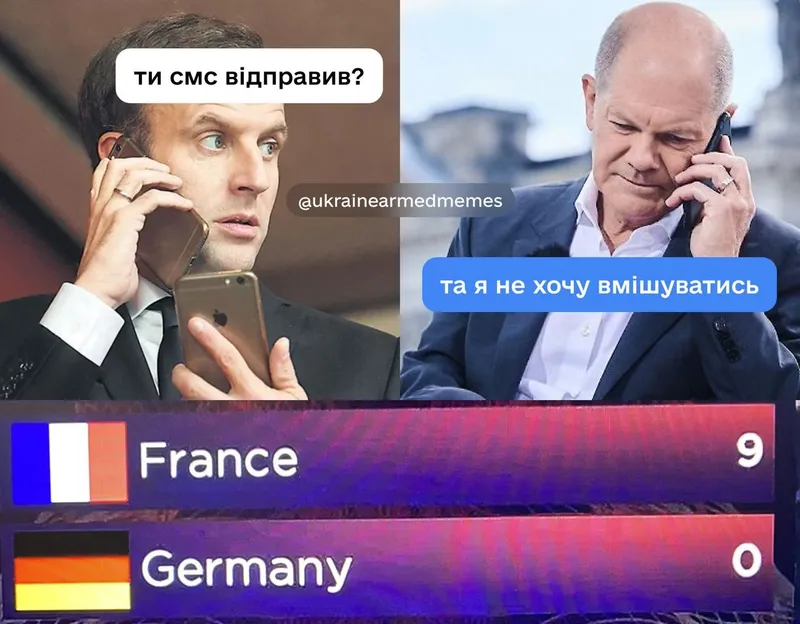 ти смс відправив?
@ukrainearmedmemes
та я не хочу вмішуватись
France 9
Germany 0